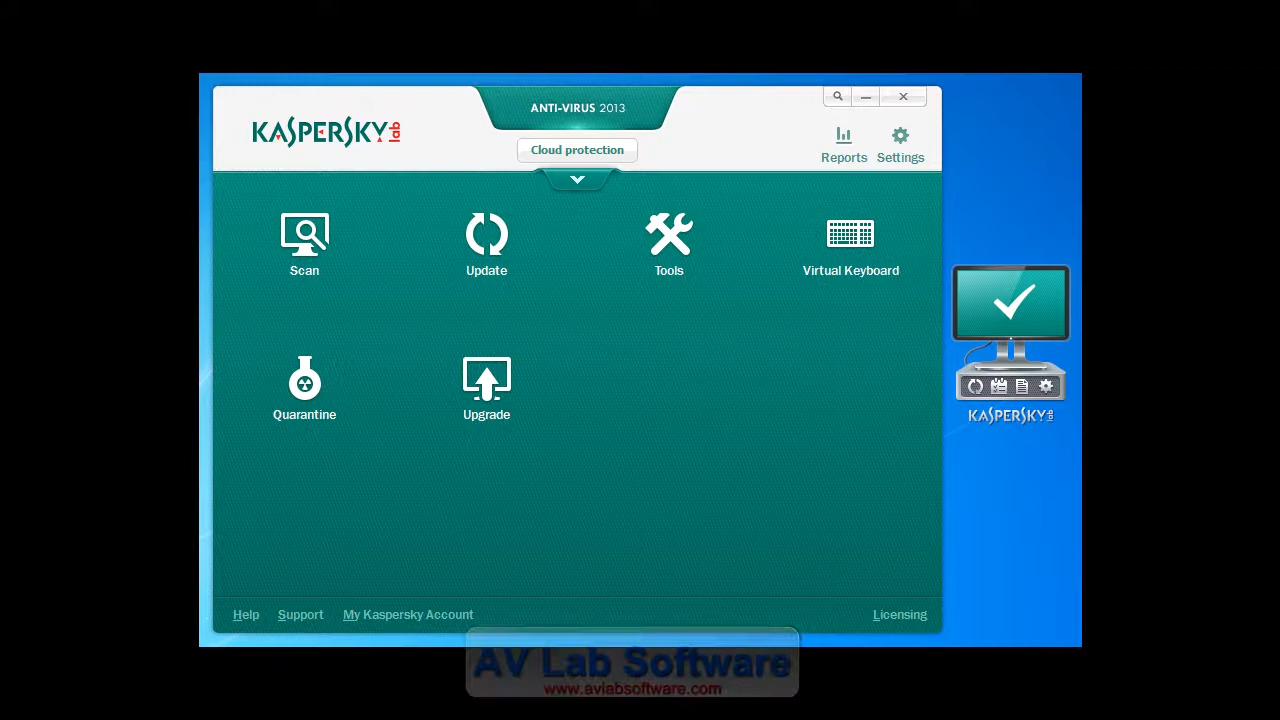 ANTI-VIRUS 2013
KASPERSKY lab
Cloud protection
Reports
Settings
Scan
Update
Tools
Virtual Keyboard
Quarantine
Upgrade
KASPERSKY lab
Help
Support
My Kaspersky Account
Licensing
AV Lab Software
www.avlabsoftware.com